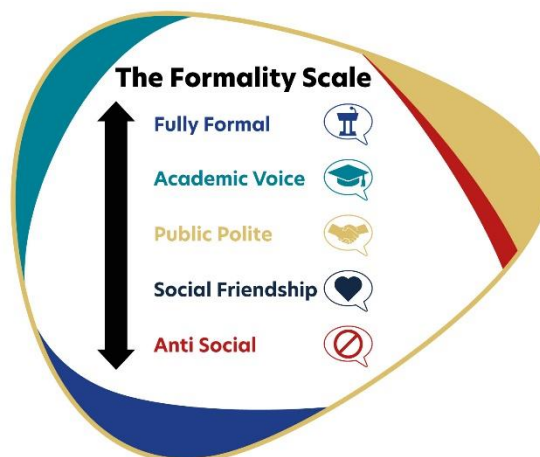 The Formality Scale
Fully Formal
Academic Voice
Public Polite
Social Friendship
Anti Social